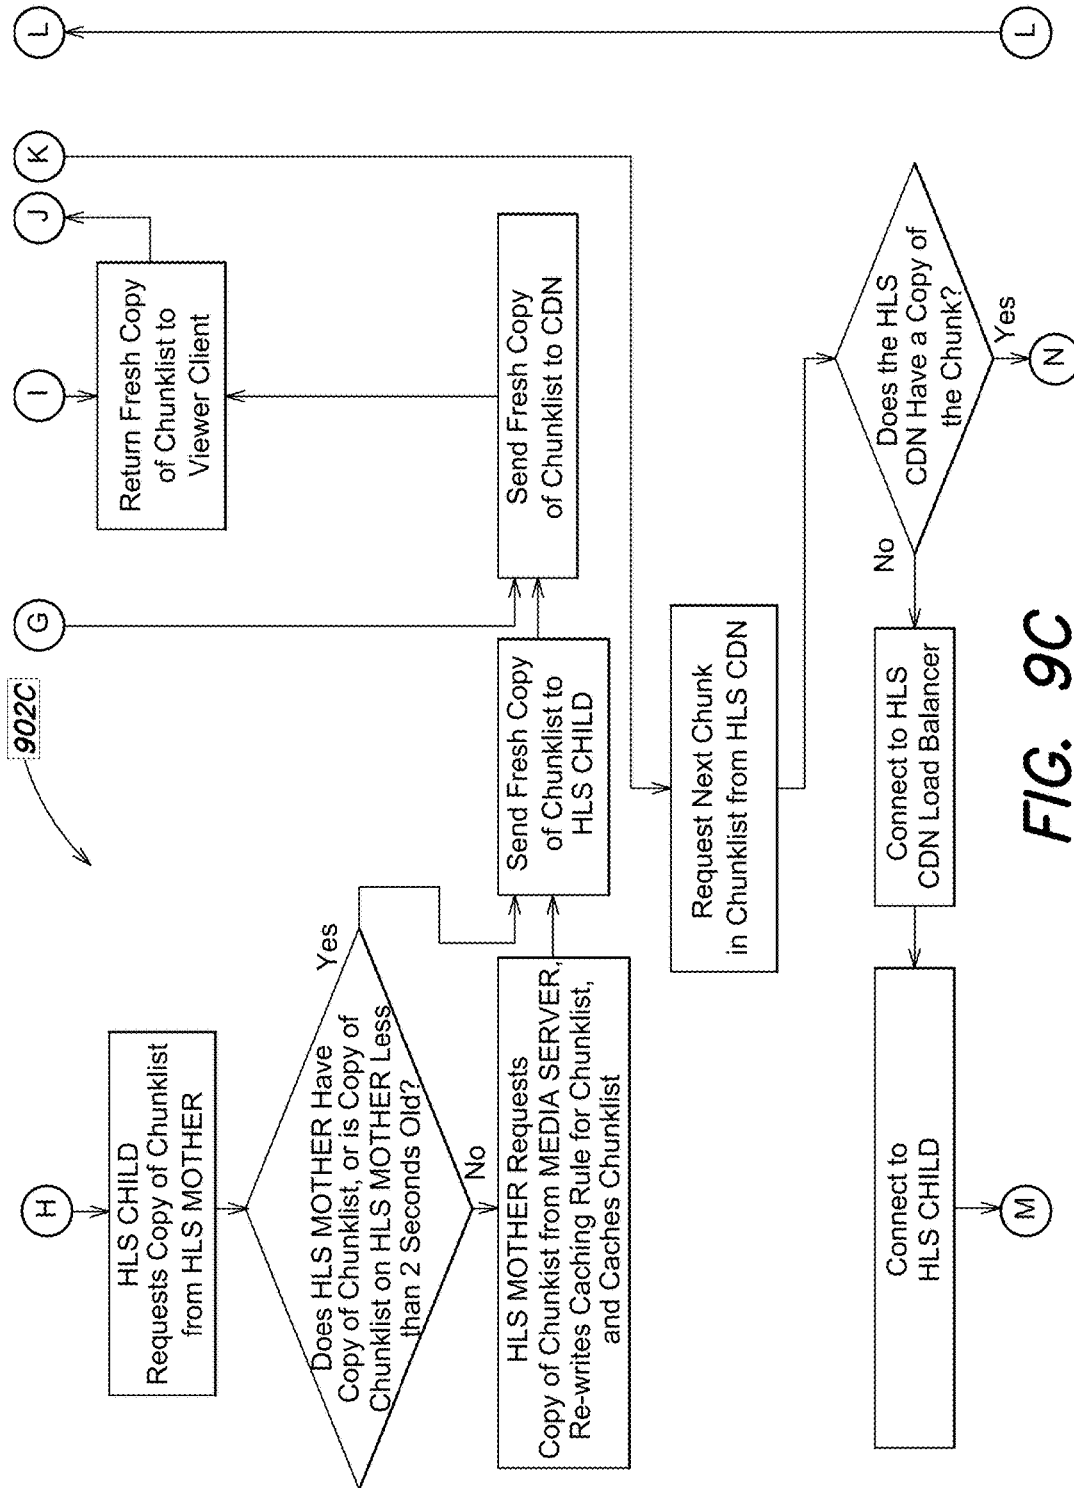 902C
H
G
I
J
K
L
HLS CHILD
Requests Copy of Chunklist
from HLS MOTHER
Return Fresh Copy
of Chunklist to
Viewer Client
Does HLS MOTHER Have
Copy of Chunklist, or is Copy of
Chunklist on HLS MOTHER Less
than 2 Seconds Old?
Yes
No
HLS MOTHER Requests
Copy of Chunkist from MEDIA SERVER,
Re-writes Caching Rule for Chunklist,
and Caches Chunklist
Send Fresh Copy
of Chunklist to
HLS CHILD
Send Fresh Copy
of Chunklist to CDN
Request Next Chunk
in Chunklist from HLS CDN
Connect to
HLS CHILD
Connect to HLS
CDN Load Balancer
No
Does the HLS
CDN Have a Copy of
the Chunk?
Yes
M
N
L
FIG. 9C